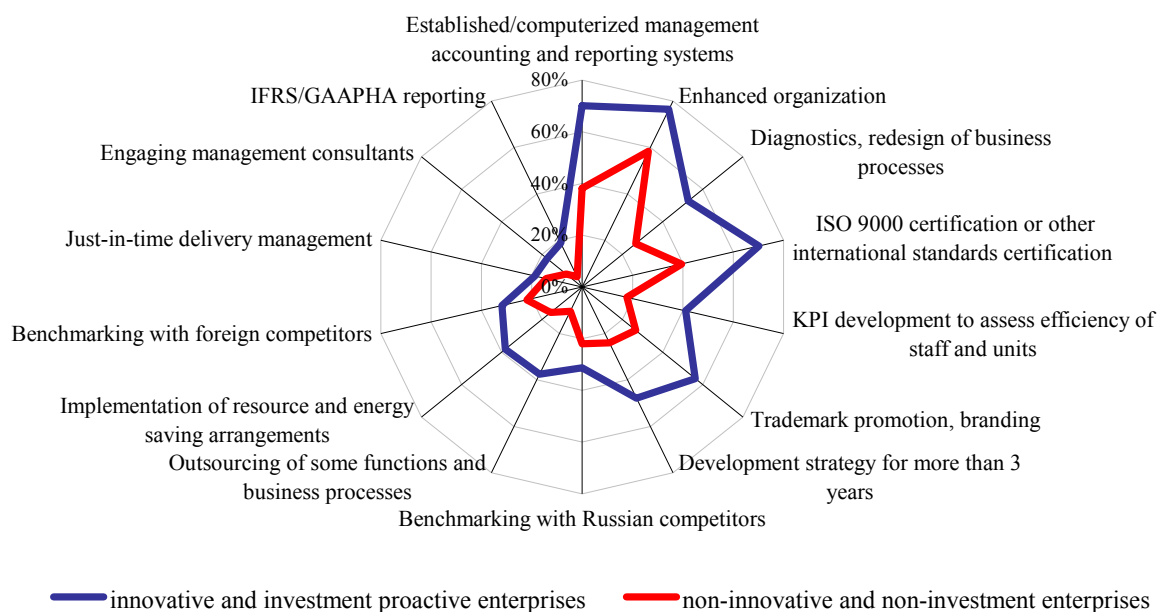 Established/computerized management
accounting and reporting systems
80%
IFRS/GAAPHA reporting
Enhanced organization
Engaging management consultants
Diagnostics, redesign of business
processes
60%
40%
Just-in-time delivery management
ISO 9000 certification or other
international standards certification
20%
0%
Benchmarking with foreign competitors
KPI development to assess efficiency of
staff and units
Implementation of resource and energy
saving arrangements
Trademark promotion, branding
Outsourcing of some functions and
business processes
Development strategy for more than 3
years
Benchmarking with Russian competitors
innovative and investment proactive enterprises
non-innovative and non-investment enterprises